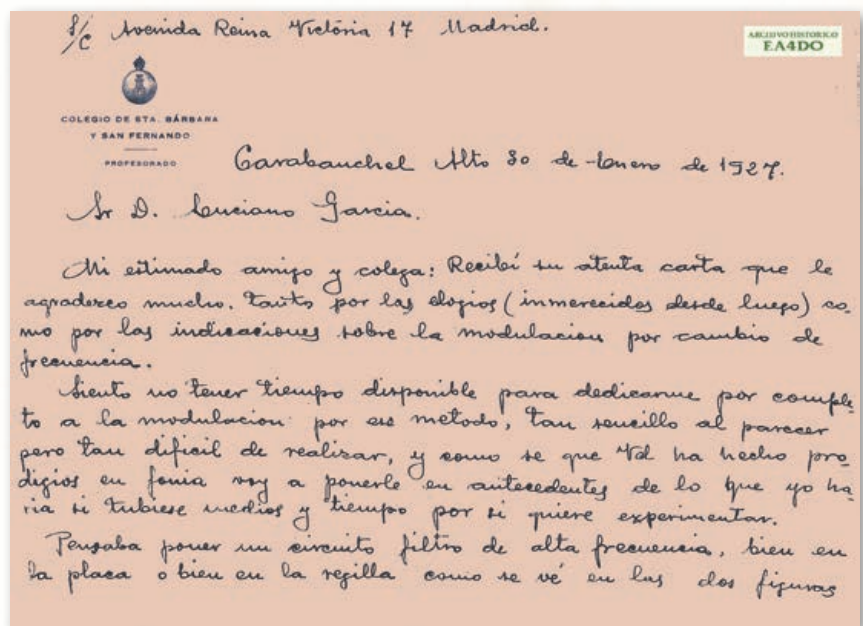 S/C Avenida Reina Victoria 17 Madrid.
ARCHIVO HISTORICO
EA4DO
COLEGIO DE STA. BÁRBARA
Y SAN FERNANDO
PROFESORADO
Carabanchel Alto 30 de Enero de 1927.
Sr D. Luciano Garcia.
Mi estimado amigo y colega: Recibí su atenta carta que le
agradezco mucho. Tanto por los elogios (inmerecidos desde luego) co-
mo por las indicaciones sobre la modulacion por cambio de
frecuencia.
Siento no tener tiempo disponible para dedicarme por comple-
to a la modulacion por ese metodo, tan sencillo al parecer
pero tan dificil de realizar, y como se que Vd ha hecho pro-
digios en fonia voy a ponerle en antecedentes de lo que yo ha-
ria si tubiese medios y tiempo por si quiere experimentar.
Pensaba poner un circuito filtro de alta frecuencia, bien en
la placa o bien en la rejilla como se vé en las dos figuras